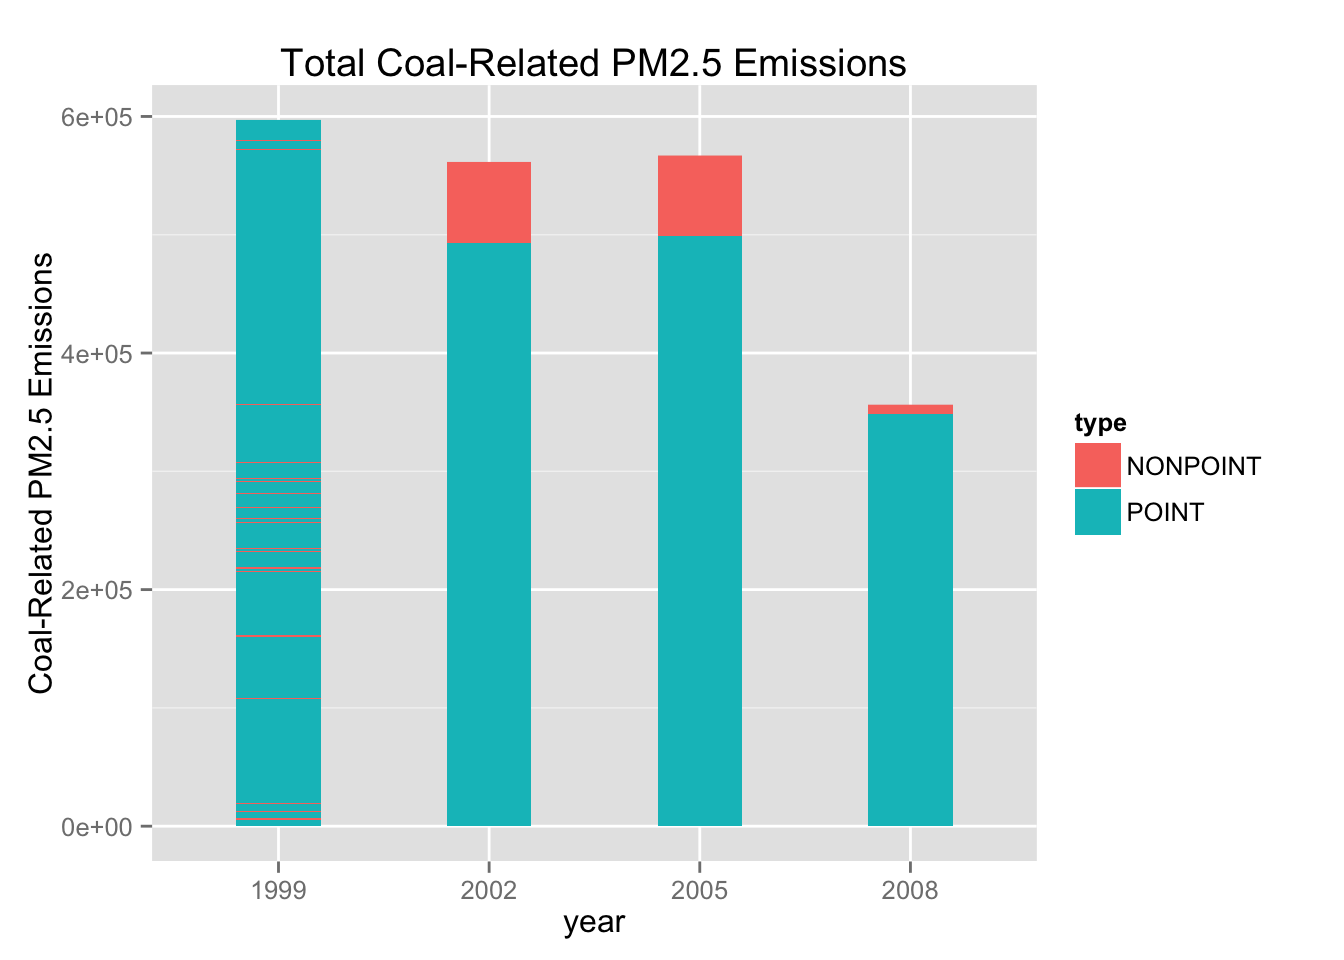 Total Coal-Related PM2.5 Emissions
Coal-Related PM2.5 Emissions
6e+05
4e+05
2e+05
0e+00
1999
2002
2005
2008
year
type
NONPOINT
POINT